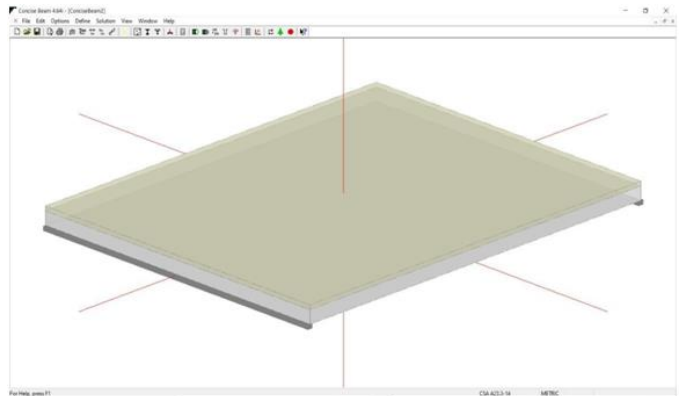 Concise Beam 4.64x - [ConciseBeam2]
File Edit Options Define Solution View Window Help
For Help, press F1
CSA A23.3-14 METRIC